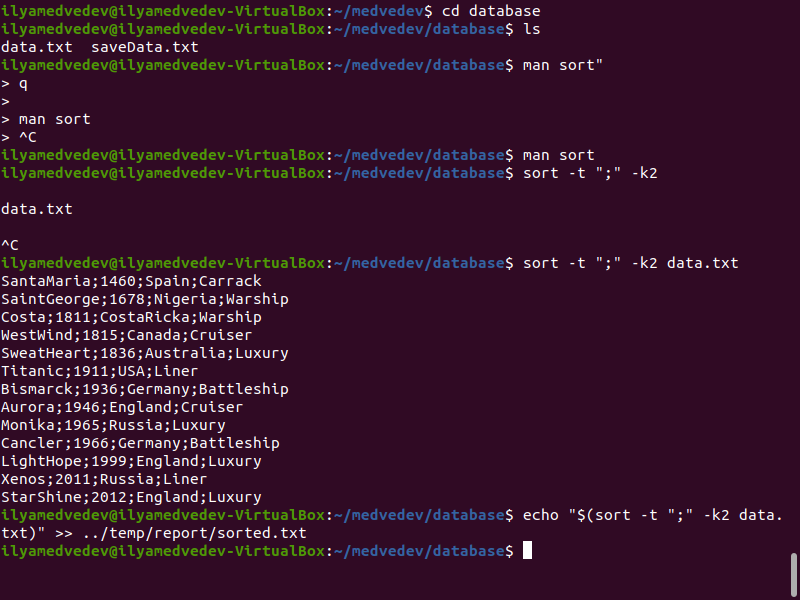 ilyamedvedev@ilyamedvedev-VirtualBox:~/medvedev$ cd database
ilyamedvedev@ilyamedvedev-VirtualBox:~/medvedev/database$ ls
data.txt  saveData.txt
ilyamedvedev@ilyamedvedev-VirtualBox:~/medvedev/database$ man sort"
> q
>
> man sort
> ^C
ilyamedvedev@ilyamedvedev-VirtualBox:~/medvedev/database$ man sort
ilyamedvedev@ilyamedvedev-VirtualBox:~/medvedev/database$ sort -t ";" -k2
data.txt
^C
ilyamedvedev@ilyamedvedev-VirtualBox:~/medvedev/database$ sort -t ";" -k2 data.txt
SantaMaria;1460;Spain;Carrack
SaintGeorge;1678;Nigeria;Warship
Costa;1811;CostaRicka;Warship
WestWind;1815;Canada;Cruiser
SweatHeart;1836;Australia;Luxury
Titanic;1911;USA;Liner
Bismarck;1936;Germany;Battleship
Aurora;1946;England;Cruiser
Monika;1965;Russia;Luxury
Cancler;1966;Germany;Battleship
LightHope;1999;England;Luxury
Xenos;2011;Russia;Liner
StarShine;2012;England;Luxury
ilyamedvedev@ilyamedvedev-VirtualBox:~/medvedev/database$ echo "$(sort -t ";" -k2 data.
txt)" >> ../temp/report/sorted.txt
ilyamedvedev@ilyamedvedev-VirtualBox:~/medvedev/database$